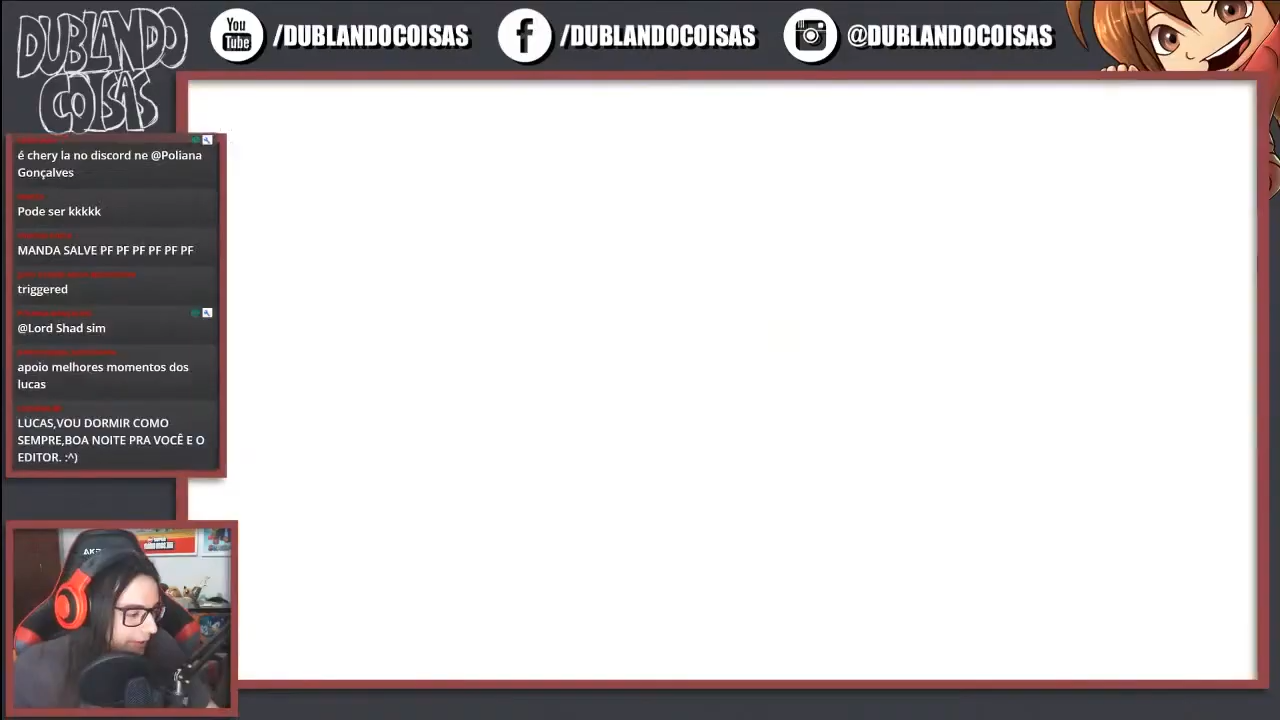 DUBLANDO
COISAS
You
Tube
/DUBLANDOCOISAS
f
/DUBLANDOCOISAS
@DUBLANDOCOISAS
é chery la no discord ne @Poliana
Gonçalves
Pode ser kkkkk
MANDA SALVE PF PF PF PF PF PF
triggered
@Lord Shad sim
apoio melhores momentos dos
lucas
LUCAS,VOU DORMIR COMO
SEMPRE,BOA NOITE PRA VOCÊ E O
EDITOR. :^)